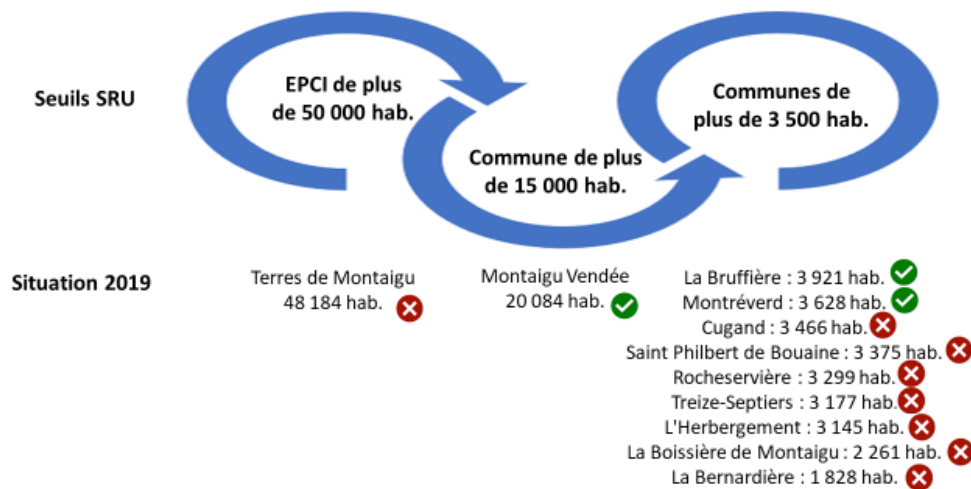 Seuils SRU
EPCI de plus
de 50 000 hab.
Commune de plus
de 15 000 hab.
Communes de
plus de 3 500 hab.
Situation 2019
Terres de Montaigu
48 184 hab.
Montaigu Vendée
20 084 hab.
La Bruffière : 3 921 hab.
Montréverd : 3 628 hab.
Cugand : 3 466 hab.
Saint Philbert de Bouaine : 3 375 hab.
Rocheservière : 3 299 hab.
Treize-Septiers : 3 177 hab.
L'Herbergement : 3 145 hab.
La Boissière de Montaigu : 2 261 hab.
La Bernardière : 1 828 hab.